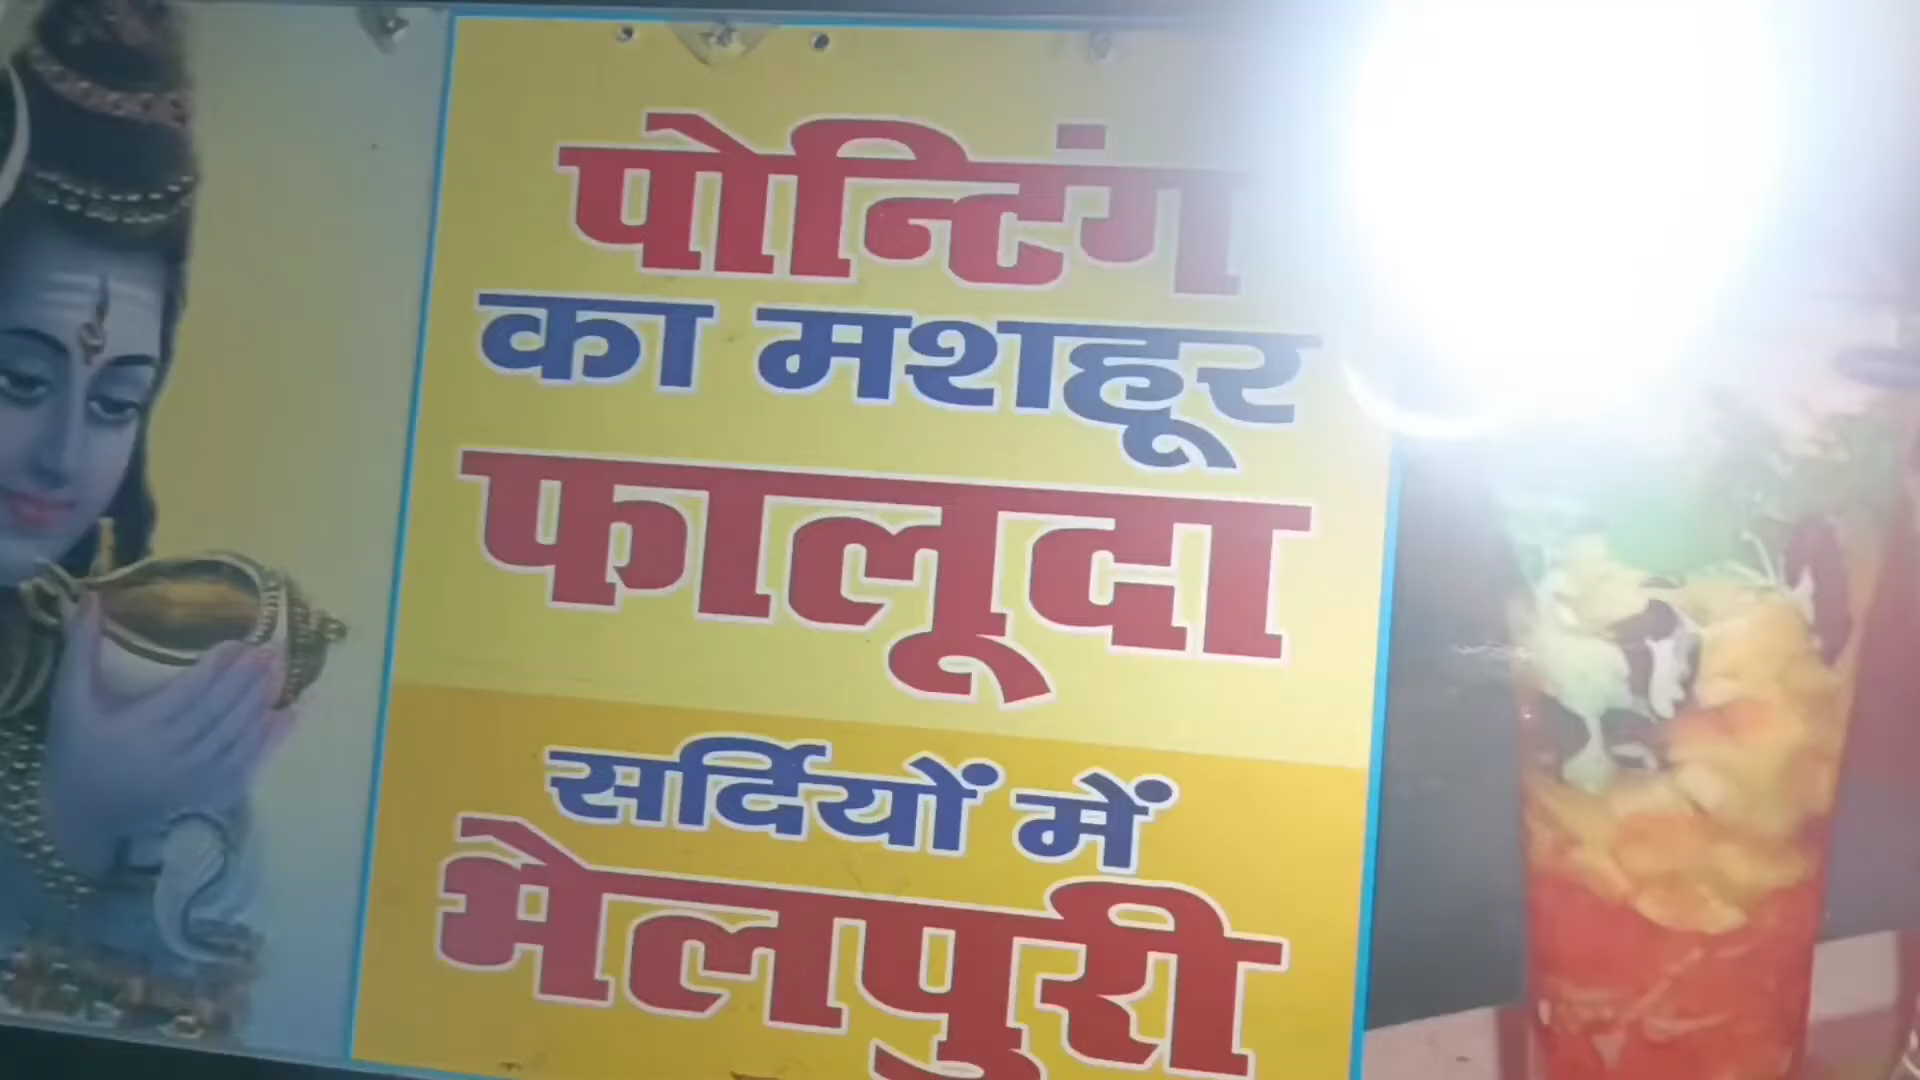 पोन्टिंग
का मशहूर
फालूदा
सर्दियों में
भेलपुरी